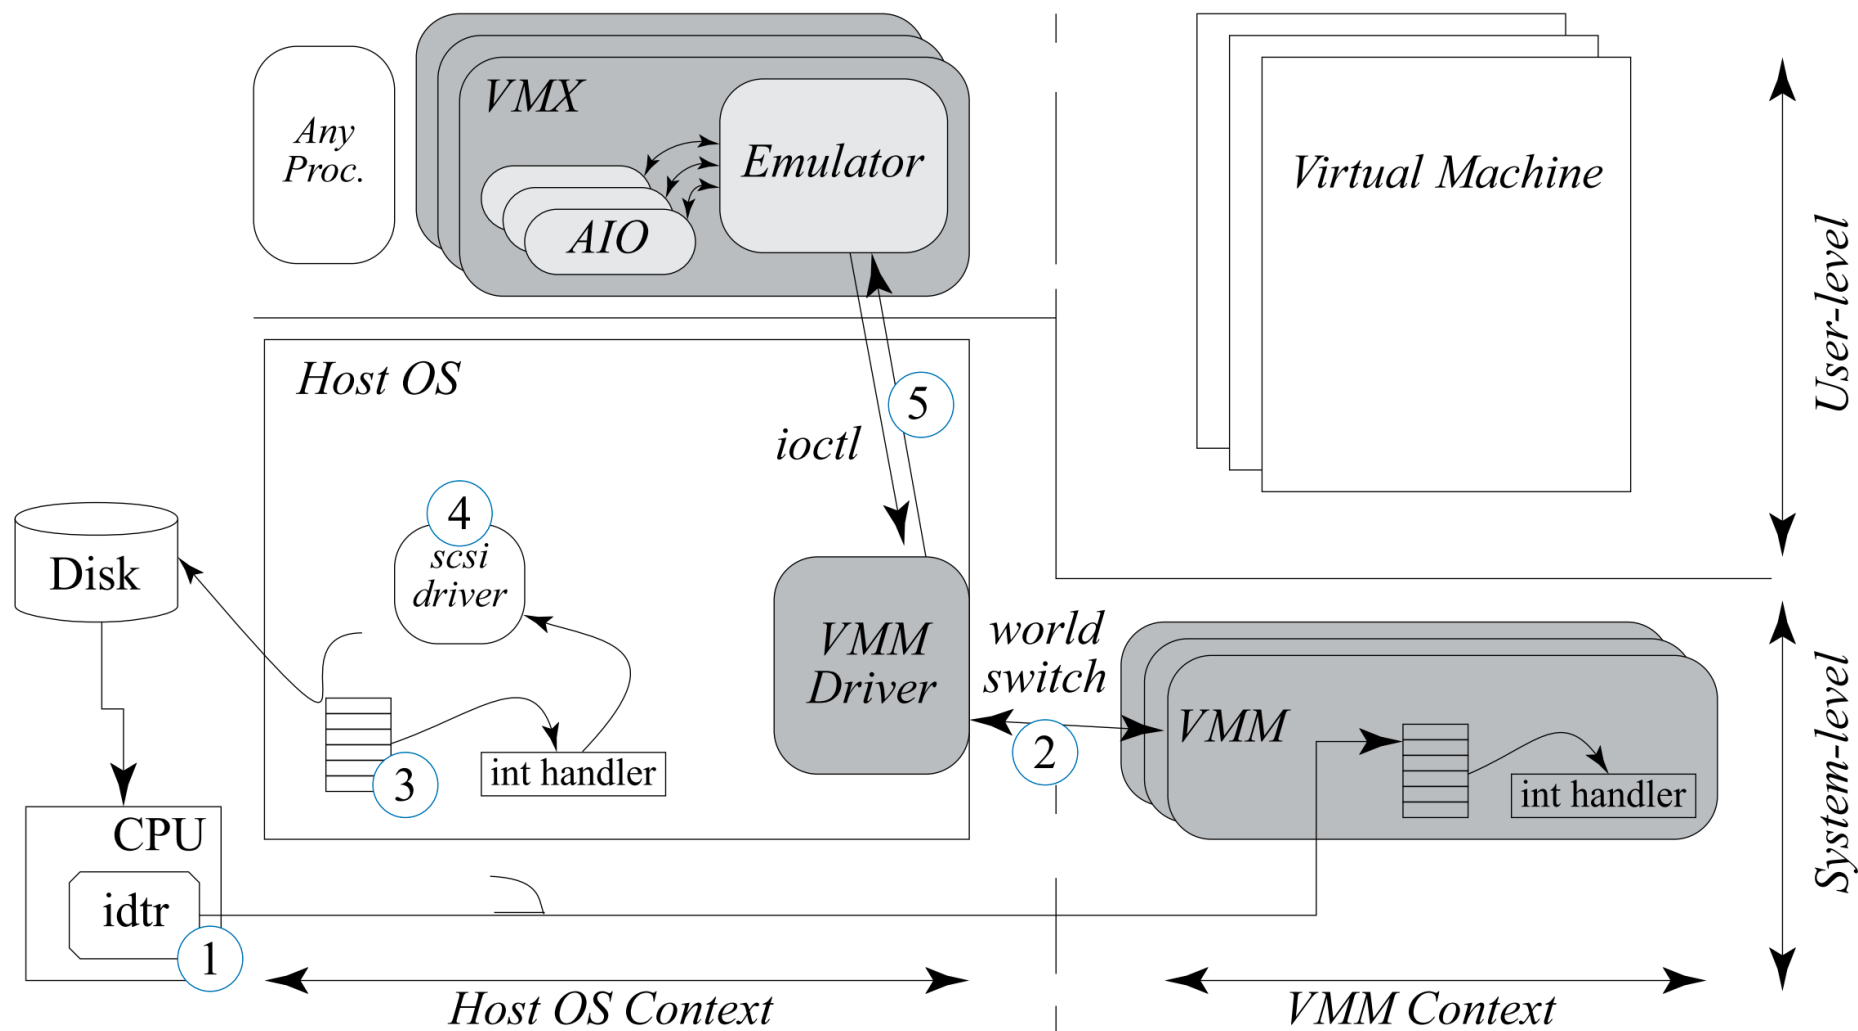 VMX
Any
Proc.
Emulator
AIO
Virtual Machine
User-level
Host OS
5
ioctl
4
scsi
driver
Disk
VMM
Driver
world
switch
2
VMM
3
int handler
int handler
System-level
CPU
idtr
1
Host OS Context
VMM Context